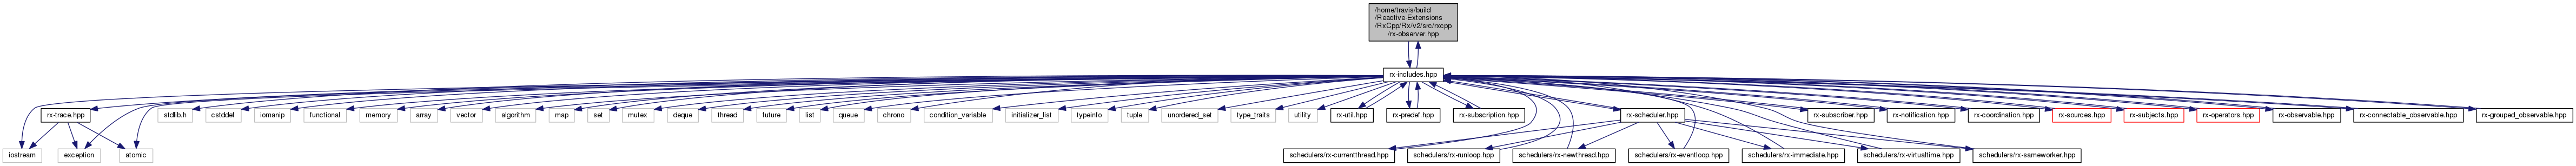 /home/travis/build
/Reactive-Extensions
/RxCpp/Rx/v2/src/rxcpp
/rx-observer.hpp
rx-includes.hpp
rx-trace.hpp
stdlib.h
cstddef
iomanip
functional
memory
array
vector
algorithm
map
set
mutex
deque
thread
future
list
queue
chrono
condition_variable
initializer_list
typeinfo
tuple
unordered_set
type_traits
utility
rx-util.hpp
rx-predef.hpp
rx-subscription.hpp
rx-scheduler.hpp
rx-subscriber.hpp
rx-notification.hpp
rx-coordination.hpp
rx-sources.hpp
rx-subjects.hpp
rx-operators.hpp
rx-observable.hpp
rx-connectable_observable.hpp
rx-grouped_observable.hpp
iostream
exception
atomic
schedulers/rx-currentthread.hpp
schedulers/rx-runloop.hpp
schedulers/rx-newthread.hpp
schedulers/rx-eventloop.hpp
schedulers/rx-immediate.hpp
schedulers/rx-virtualtime.hpp
schedulers/rx-sameworker.hpp